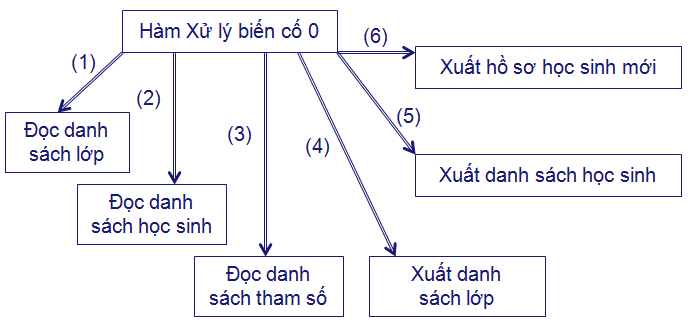 Hàm Xử lý biến cố 0
(1)
(2)
(3)
(4)
(5)
(6)
Đọc danh
sách lớp
Đọc danh
sách học sinh
Đọc danh
sách tham số
Xuất danh
sách lớp
Xuất danh sách học sinh
Xuất hồ sơ học sinh mới